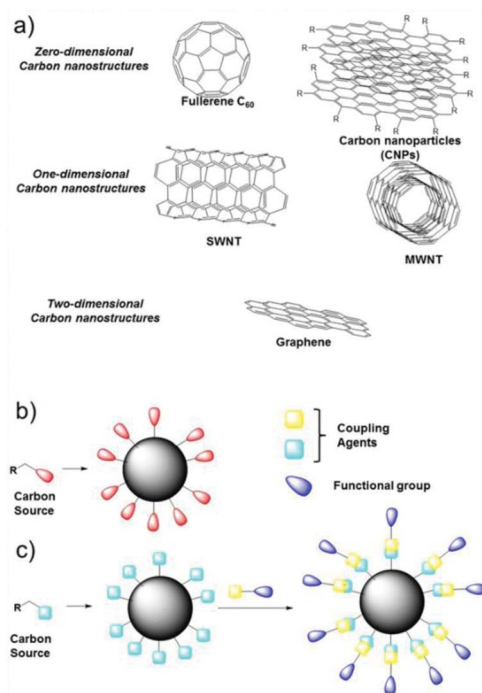 a)
Zero-dimensional
Carbon nanostructures
Fullerene C₆₀
R R
R R
R R
R R
R R
R R
Carbon nanoparticles
(CNPs)
One-dimensional
Carbon nanostructures
SWNT
MWNT
Two-dimensional
Carbon nanostructures
Graphene
b)
R
Carbon
Source
Coupling
Agents
Functional group
c)
R
Carbon
Source